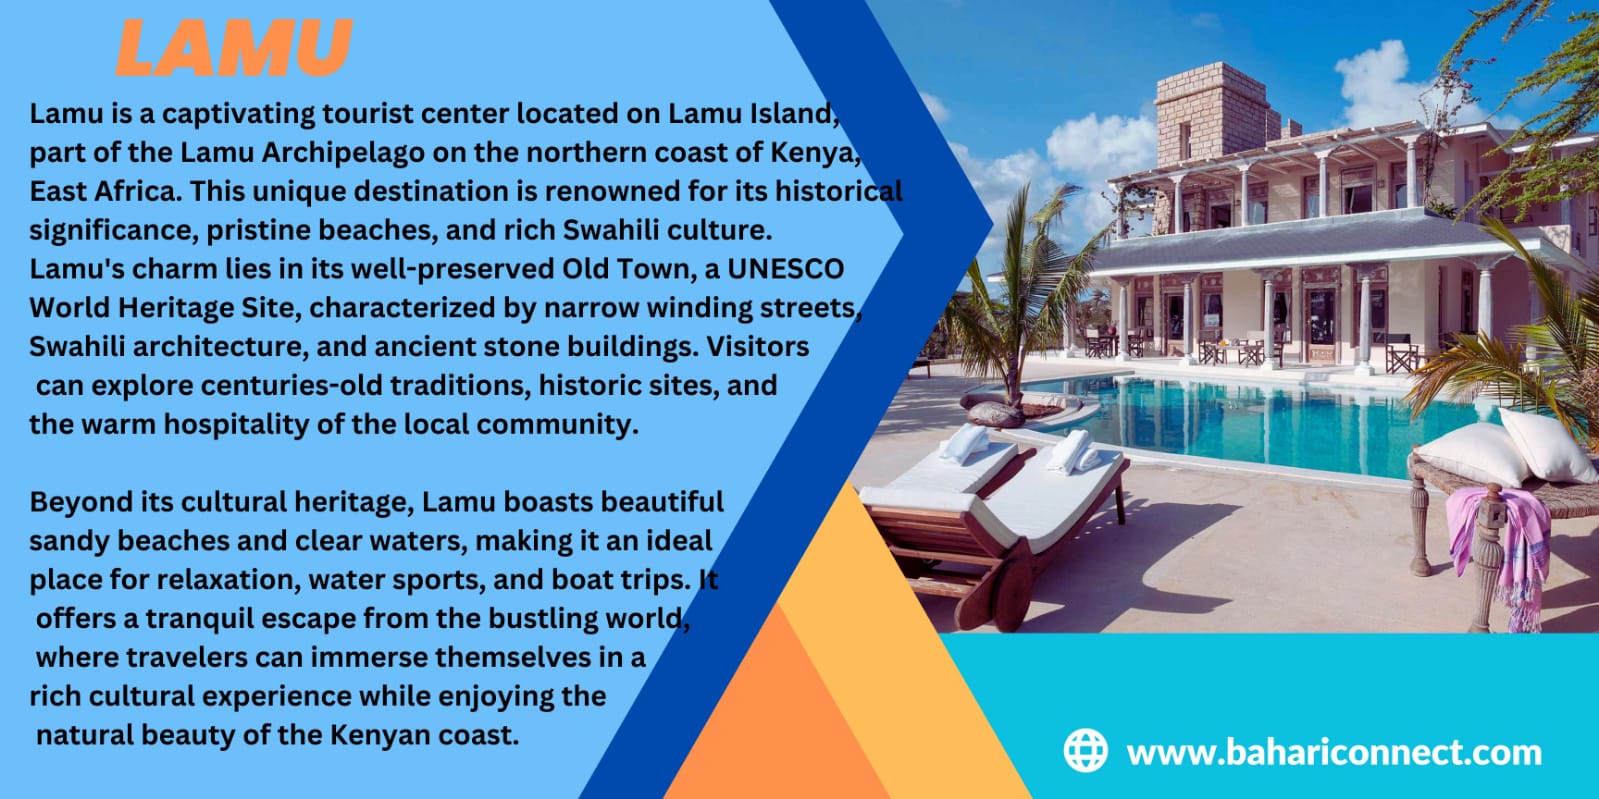 LAMU
Lamu is a captivating tourist center located on Lamu Island,
part of the Lamu Archipelago on the northern coast of Kenya,
East Africa. This unique destination is renowned for its historical
significance, pristine beaches, and rich Swahili culture.
Lamu's charm lies in its well-preserved Old Town, a UNESCO
World Heritage Site, characterized by narrow winding streets,
Swahili architecture, and ancient stone buildings. Visitors
can explore centuries-old traditions, historic sites, and
the warm hospitality of the local community.
Beyond its cultural heritage, Lamu boasts beautiful
sandy beaches and clear waters, making it an ideal
place for relaxation, water sports, and boat trips. It
offers a tranquil escape from the bustling world,
where travelers can immerse themselves in a
rich cultural experience while enjoying the
natural beauty of the Kenyan coast.
www.bahariconnect.com